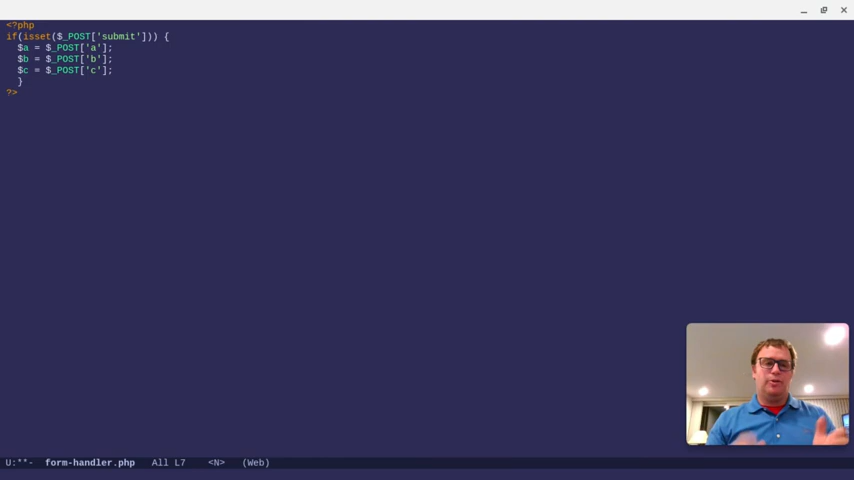 <?php
if(isset($_POST['submit'])) {
  $a = $_POST['a'];
  $b = $_POST['b'];
  $c = $_POST['c'];
  }
?>
U:**-  form-handler.php   All L7    <N>   (Web)